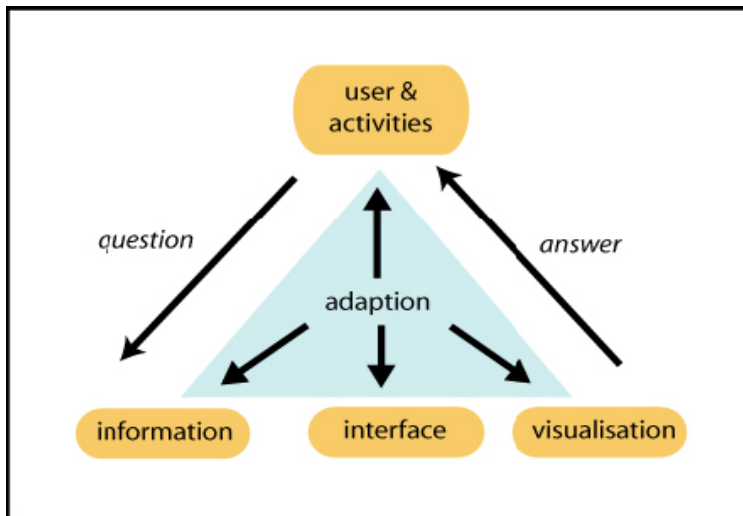 user &
activities
question
answer
adaption
information
interface
visualisation